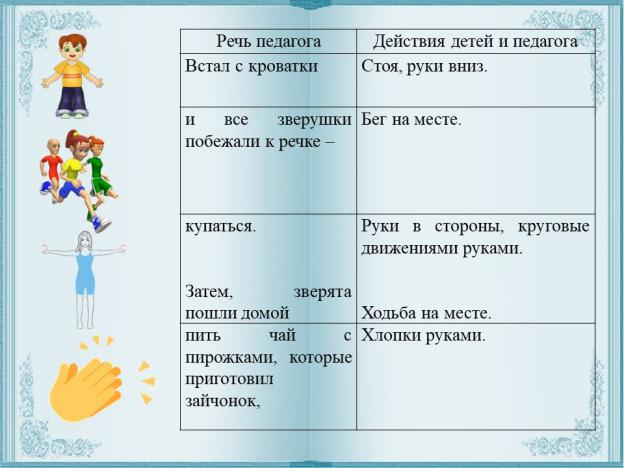 Речь педагога
Действия детей и педагога
Встал с кроватки
Стоя, руки вниз.
и все зверушки
побежали к речке –
Бег на месте.
купаться.
Затем, зверята
пошли домой
Руки в стороны, круговые
движениями руками.
Ходьба на месте.
пить чай с
пирожками, которые
приготовил
зайчонок,
Хлопки руками.